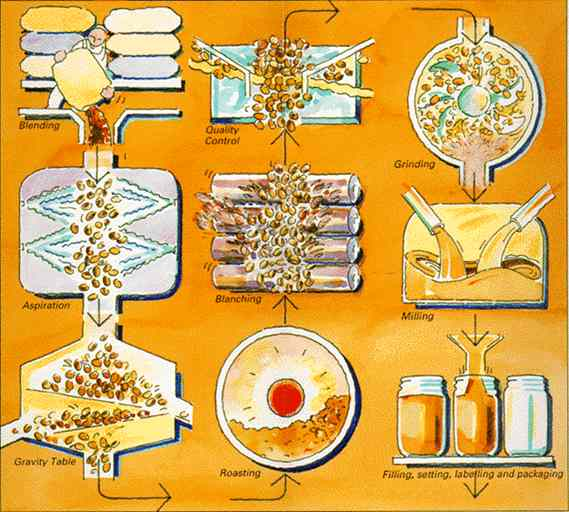 Blending
Aspiration
Gravity Table
Roasting
Blanching
Quality
Control
Grinding
Milling
Filling, setting, labelling and packaging